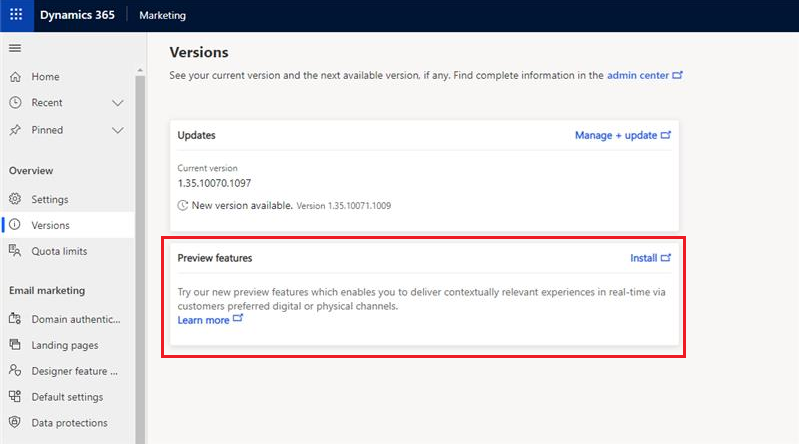 Dynamics 365 Marketing
Home
Recent
Pinned
Overview
Settings
Versions
Quota limits
Email marketing
Domain authentic...
Landing pages
Designer feature ...
Default settings
Data protections
Versions
See your current version and the next available version, if any. Find complete information in the admin center
Updates
Manage + update
Current version
1.35.10070.1097
New version available. Version 1.35.10071.1009
Preview features
Install
Try our new preview features which enables you to deliver contextually relevant experiences in real-time via
customers preferred digital or physical channels.
Learn more